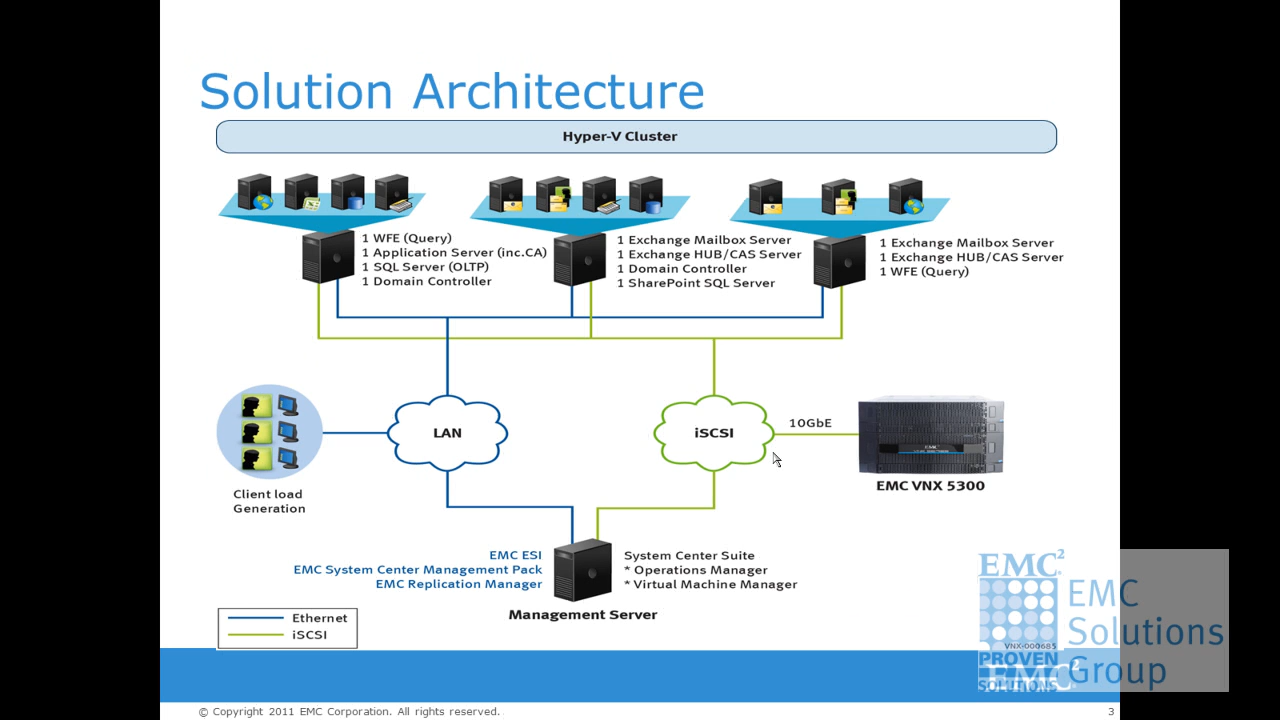 Solution Architecture
Hyper-V Cluster
1 WFE (Query)
1 Application Server (inc.CA)
1 SQL Server (OLTP)
1 Domain Controller
1 Exchange Mailbox Server
1 Exchange HUB/CAS Server
1 Domain Controller
1 SharePoint SQL Server
1 Exchange Mailbox Server
1 Exchange HUB/CAS Server
1 WFE (Query)
LAN
iSCSI
10GbE
EMC VNX 5300
Client load
Generation
EMC ESI
EMC System Center Management Pack
EMC Replication Manager
System Center Suite
* Operations Manager
* Virtual Machine Manager
Management Server
Ethernet
iSCSI
EMC²
VNX-000685
PROVEN
SOLUTIONS
EMC
Solutions
Group
EMC²
© Copyright 2011 EMC Corporation. All rights reserved.
3